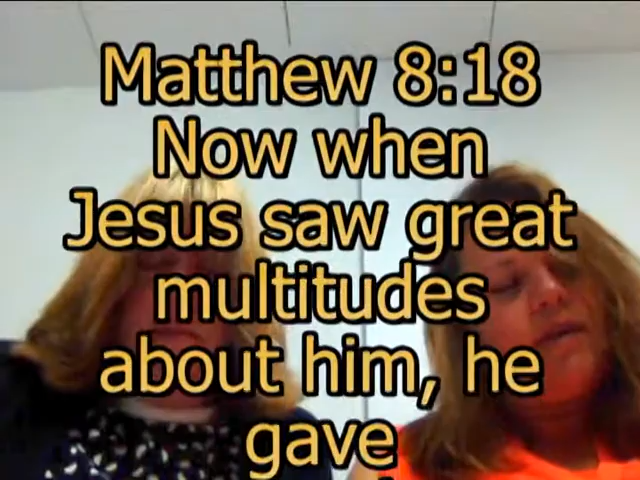 Matthew 8:18
Now when
Jesus saw great
multitudes
about him, he
gave